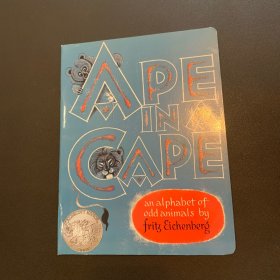 APE
IN
CAPE
an alphabet of
odd animals by
fritz Eichenberg